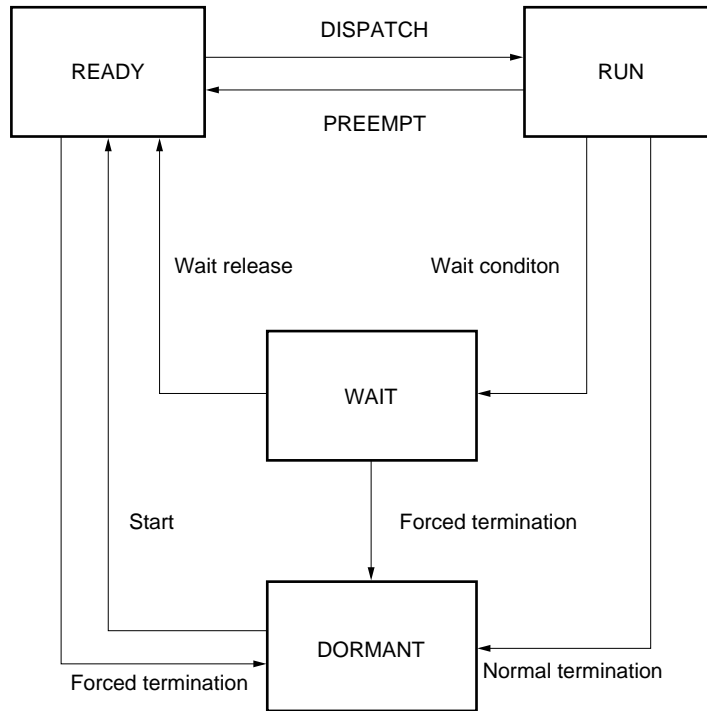 DISPATCH
READY
RUN
PREEMPT
Wait release
Wait conditon
WAIT
Start
Forced termination
DORMANT
Normal termination
Forced termination